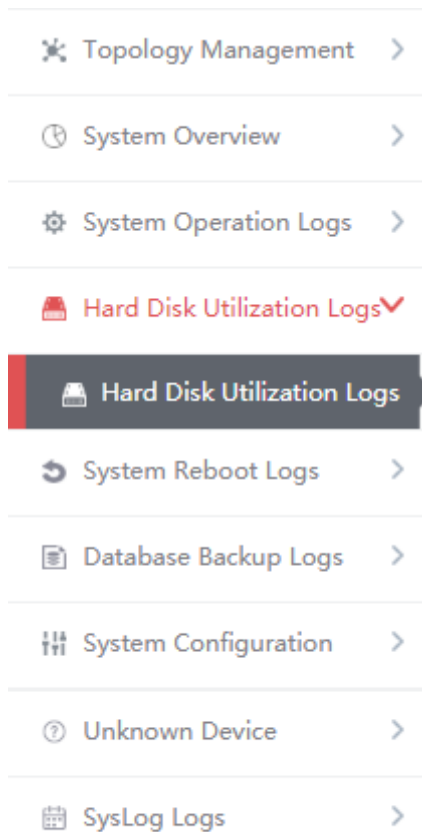 Topology Management
System Overview
System Operation Logs
Hard Disk Utilization Logs
Hard Disk Utilization Logs
System Reboot Logs
Database Backup Logs
System Configuration
Unknown Device
SysLog Logs